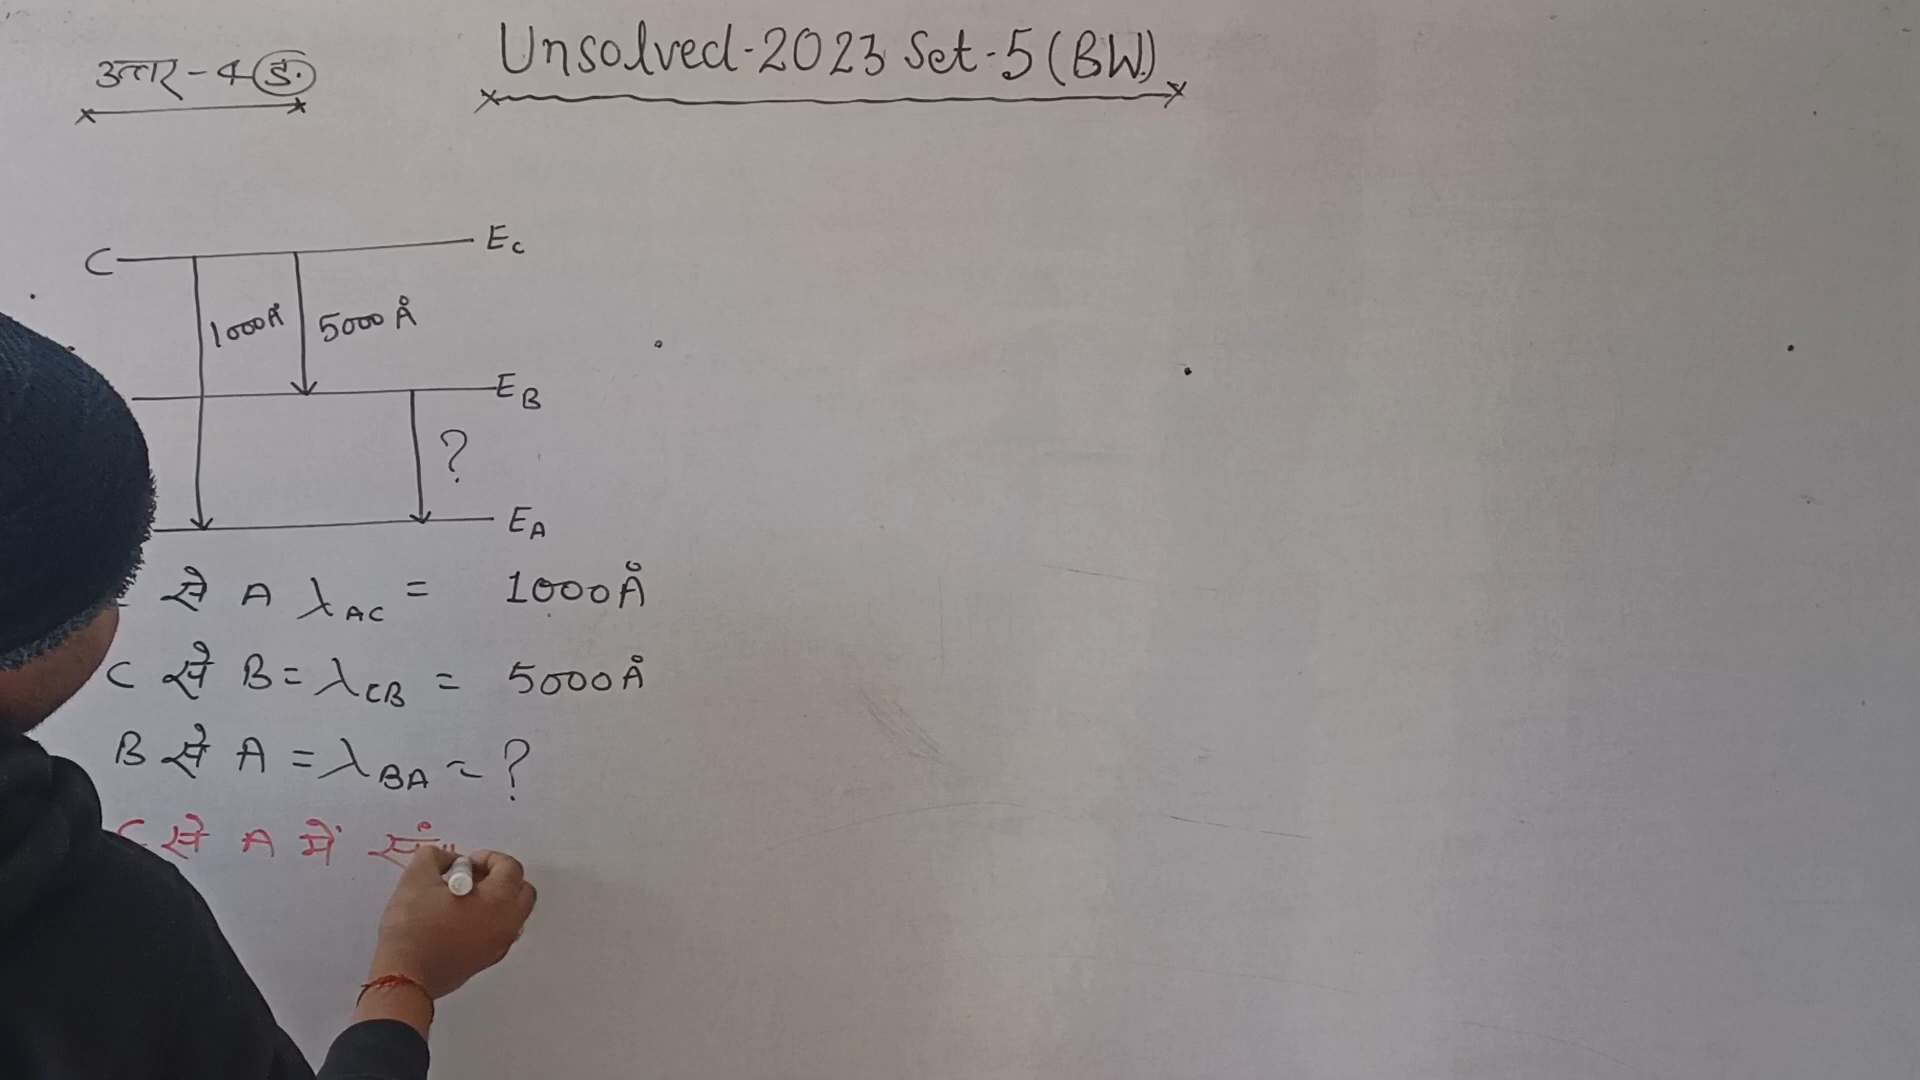 उत्तर-4 ङ.
Unsolved-2023 Set-5 (BW)
C
E_C
1000Å
5000Å
E_B
?
E_A
से A λ_AC = 1000Å
C से B = λ_CB = 5000Å
B से A = λ_BA = ?
C से A में